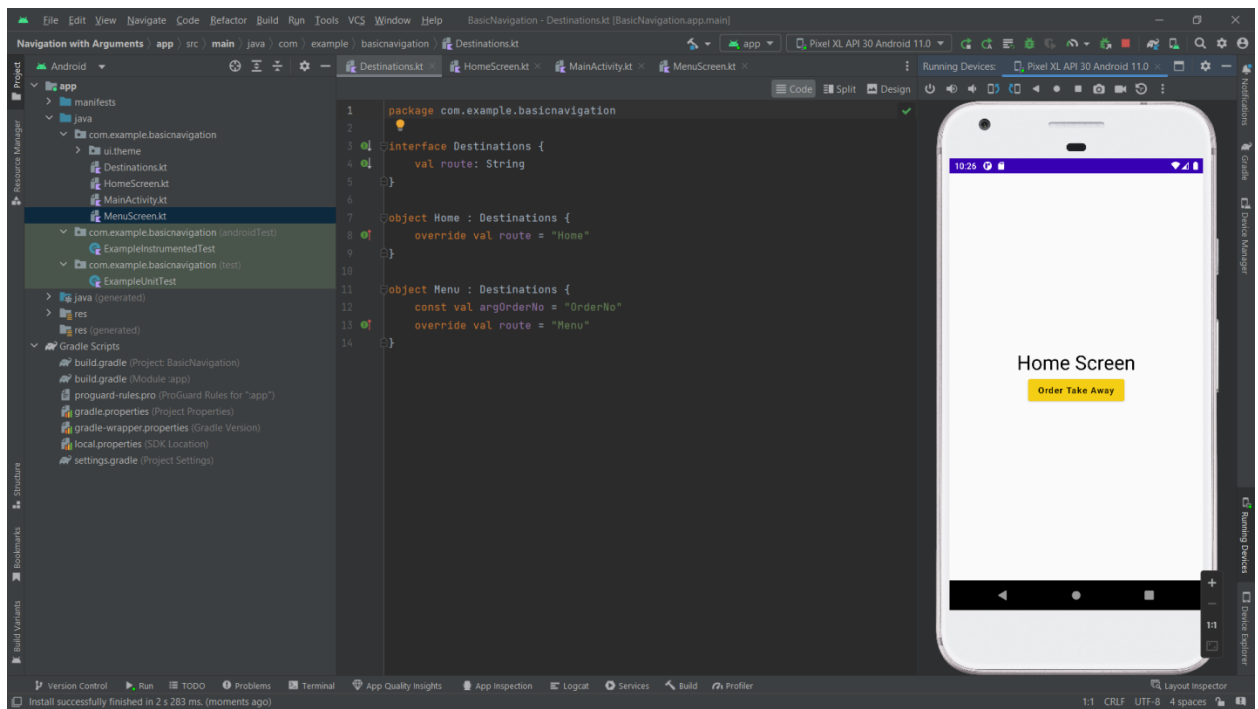 File Edit View Navigate Code Refactor Build Run Tools VCS Window Help BasicNavigation - Destinations.kt [BasicNavigation.app.main]
Navigation with Arguments app src main java com example basicnavigation Destinations.kt app Pixel XL API 30 Android 11.0
Project
Android
Destinations.kt HomeScreen.kt MainActivity.kt MenuScreen.kt
Running Devices: Pixel XL API 30 Android 11.0
Code Split Design
app
manifests
java
com.example.basicnavigation
ui.theme
Destinations.kt
HomeScreen.kt
MainActivity.kt
MenuScreen.kt
com.example.basicnavigation (androidTest)
ExampleInstrumentedTest
com.example.basicnavigation (test)
ExampleUnitTest
java (generated)
res
res (generated)
Gradle Scripts
build.gradle (Project: BasicNavigation)
build.gradle (Module :app)
proguard-rules.pro (ProGuard Rules for ":app")
gradle.properties (Project Properties)
gradle-wrapper.properties (Gradle Version)
local.properties (SDK Location)
settings.gradle (Project Settings)
Resource Manager
Structure
Bookmarks
Build Variants
1 package com.example.basicnavigation
2
3 interface Destinations {
4 val route: String
5 }
6
7 object Home : Destinations {
8 override val route = "Home"
9 }
10
11 object Menu : Destinations {
12 const val argOrderNo = "OrderNo"
13 override val route = "Menu"
14 }
10:26
Home Screen
Order Take Away
1:1
Notifications
Gradle
Device Manager
Running Devices
Device Explorer
Version Control Run TODO Problems Terminal App Quality Insights App Inspection Logcat Services Build Profiler Layout Inspector
Install successfully finished in 2 s 283 ms. (moments ago) 1:1 CRLF UTF-8 4 spaces